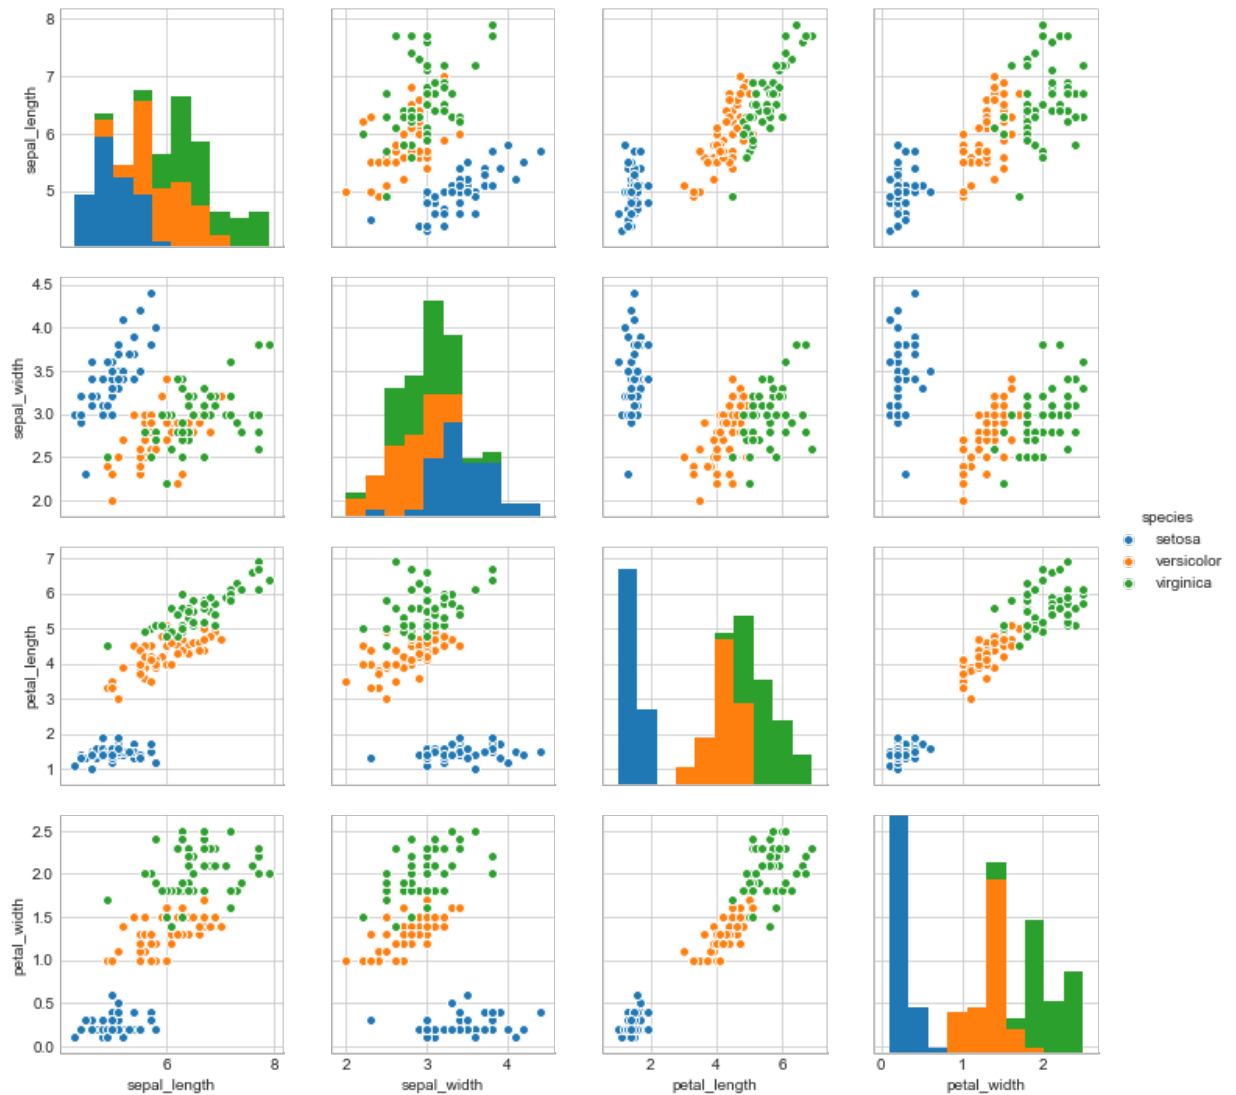 8
7
6
5
sepal_length
4.5
4.0
3.5
3.0
2.5
2.0
sepal_width
7
6
5
4
3
2
1
petal_length
2.5
2.0
1.5
1.0
0.5
0.0
petal_width
6
8
sepal_length
2
3
4
sepal_width
2
4
6
petal_length
0
1
2
petal_width
species
setosa
versicolor
virginica